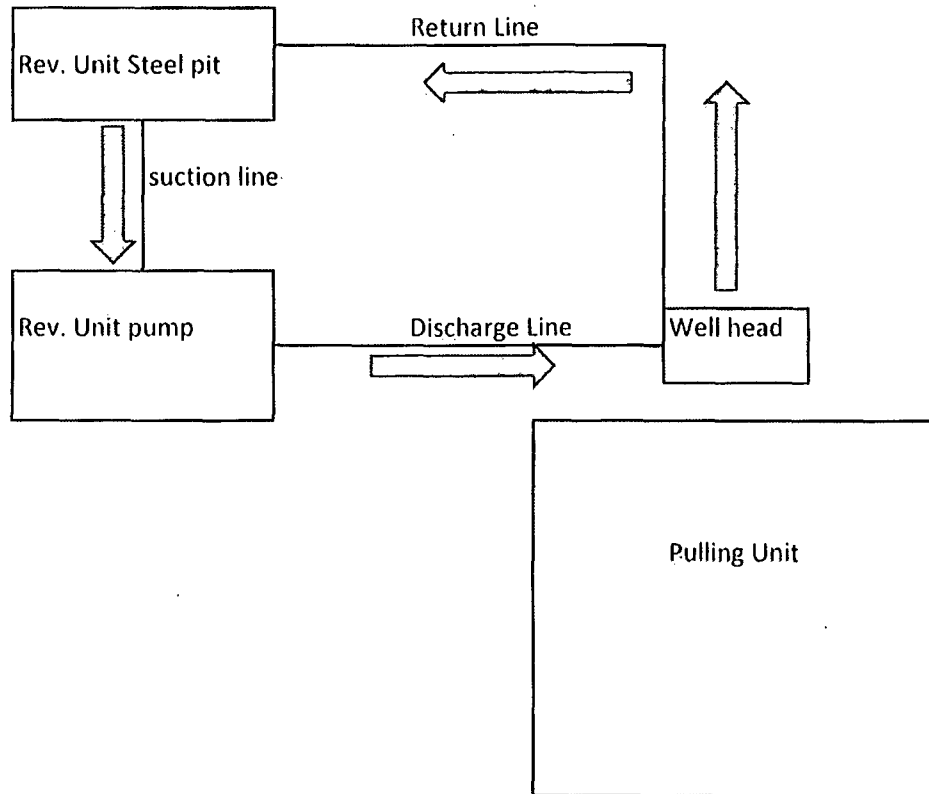 Return Line
Rev. Unit Steel pit
suction line
Rev. Unit pump
Discharge Line
Well head
Pulling Unit